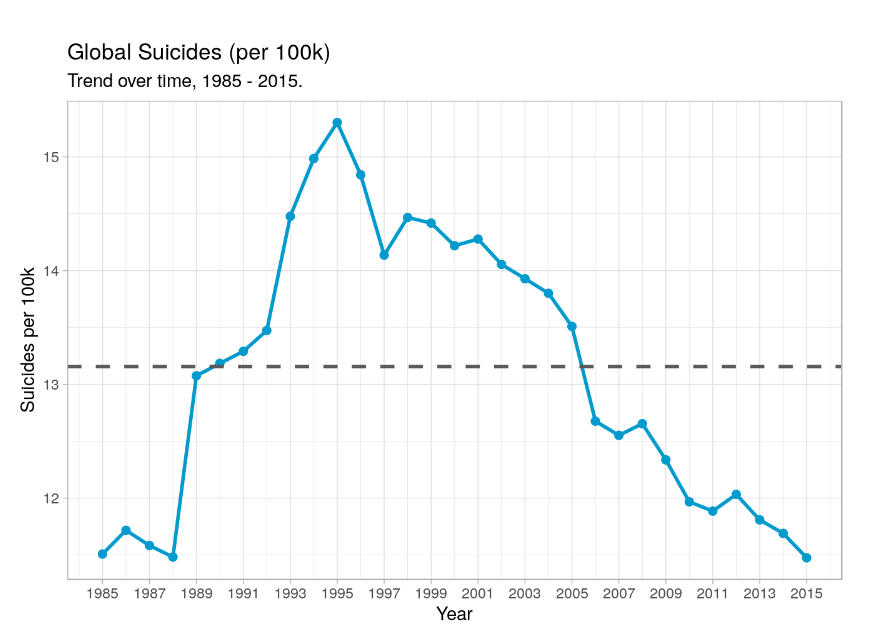 Global Suicides (per 100k)
Trend over time, 1985 - 2015.
15
14
13
12
Suicides per 100k
1985 1987 1989 1991 1993 1995 1997 1999 2001 2003 2005 2007 2009 2011 2013 2015
Year